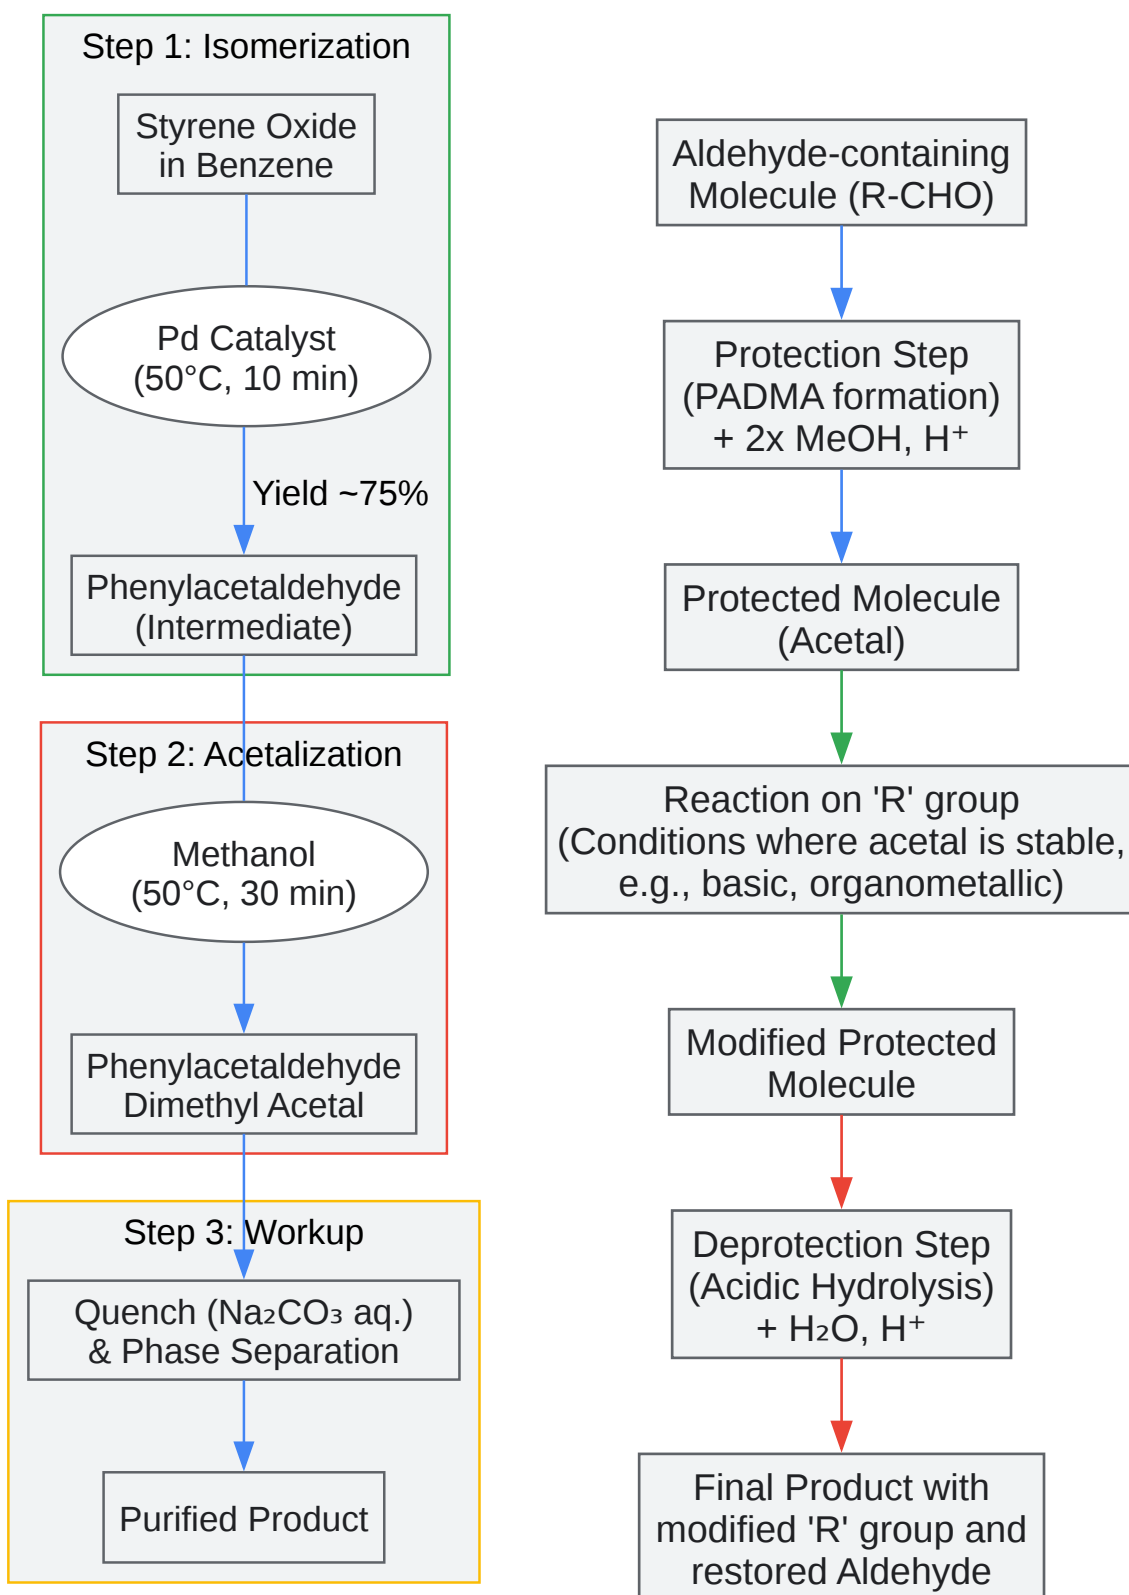 Step 1: Isomerization
Styrene Oxide
in Benzene
Pd Catalyst
(50°C, 10 min)
Yield ~75%
Phenylacetaldehyde
(Intermediate)
Step 2: Acetalization
Methanol
(50°C, 30 min)
Phenylacetaldehyde
Dimethyl Acetal
Step 3: Workup
Quench (Na₂CO₃ aq.)
& Phase Separation
Purified Product
Aldehyde-containing
Molecule (R-CHO)
Protection Step
(PADMA formation)
+ 2x MeOH, H⁺
Protected Molecule
(Acetal)
Reaction on 'R' group
(Conditions where acetal is stable,
e.g., basic, organometallic)
Modified Protected
Molecule
Deprotection Step
(Acidic Hydrolysis)
+ H₂O, H⁺
Final Product with
modified 'R' group and
restored Aldehyde